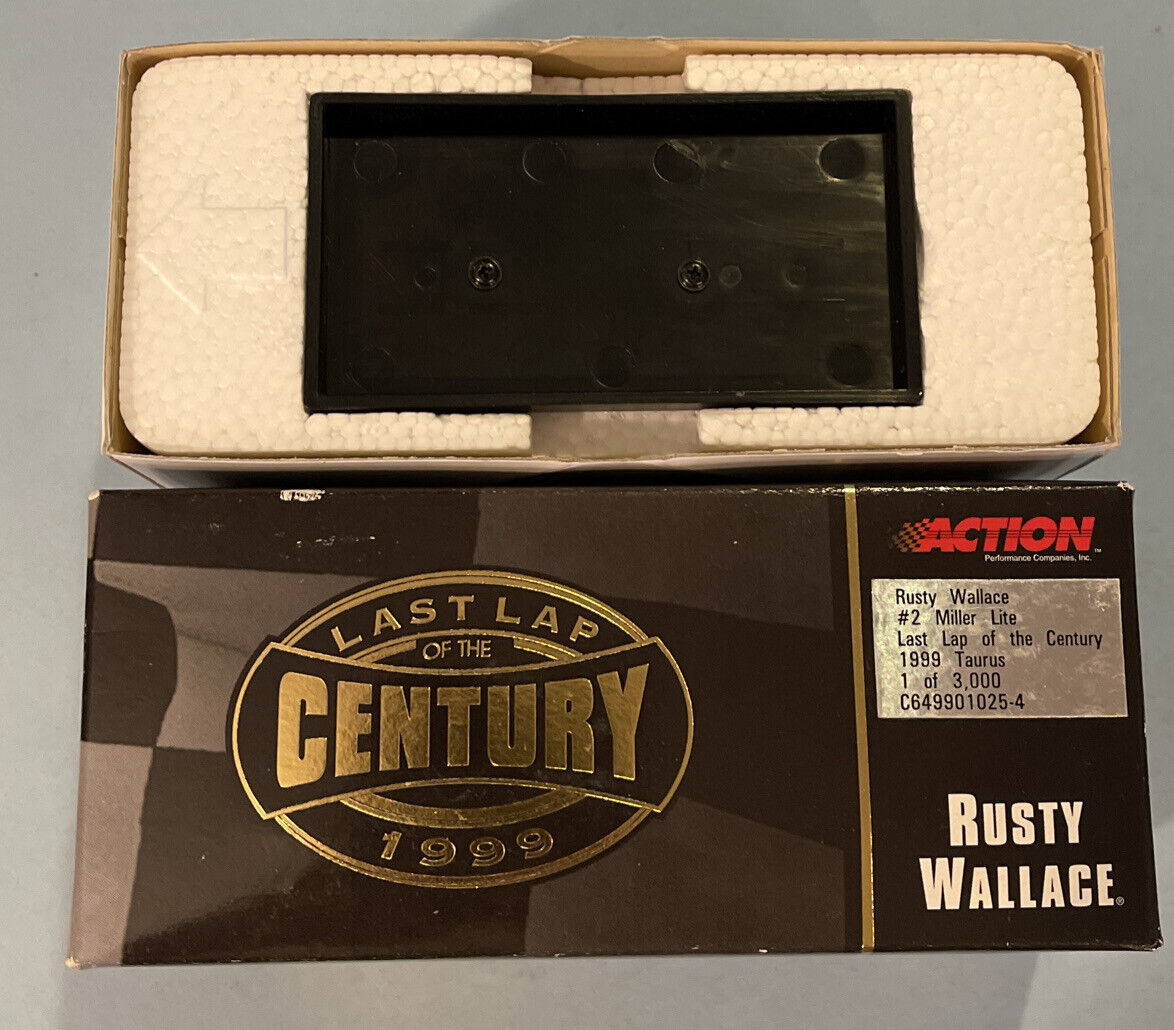 LAST LAP
OF THE
CENTURY
1999
ACTION
Performance Companies, Inc.™
Rusty Wallace
#2 Miller Lite
Last Lap of the Century
1999 Taurus
1 of 3,000
C649901025-4
RUSTY
WALLACE®